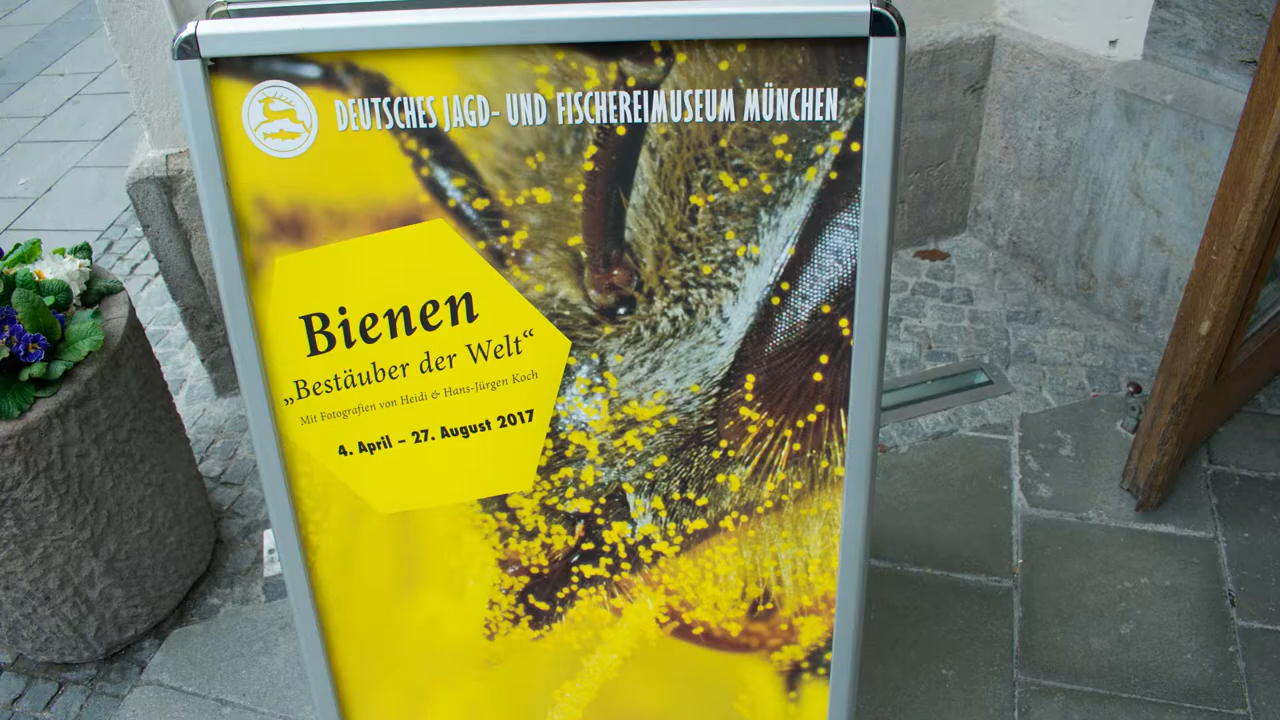 DEUTSCHES JAGD- UND FISCHEREIMUSEUM MÜNCHEN
Bienen
„Bestäuber der Welt“
Mit Fotografien von Heidi & Hans-Jürgen Koch
4. April – 27. August 2017